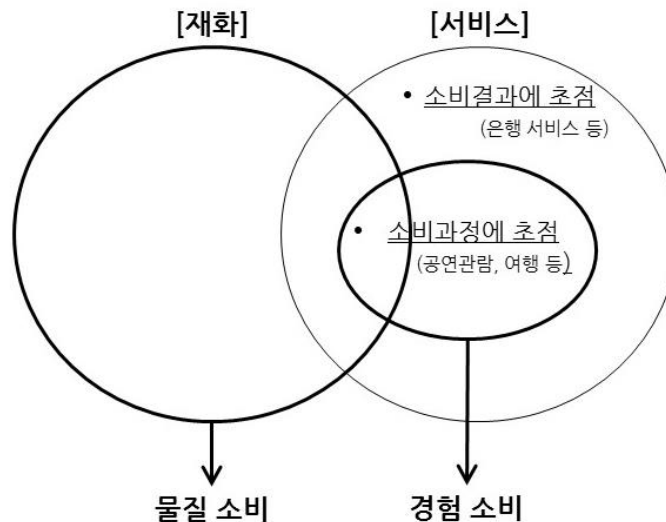 [재화] [서비스]
• 소비결과에 초점
(은행 서비스 등)
• 소비과정에 초점
(공연관람, 여행 등)
물질 소비 경험 소비